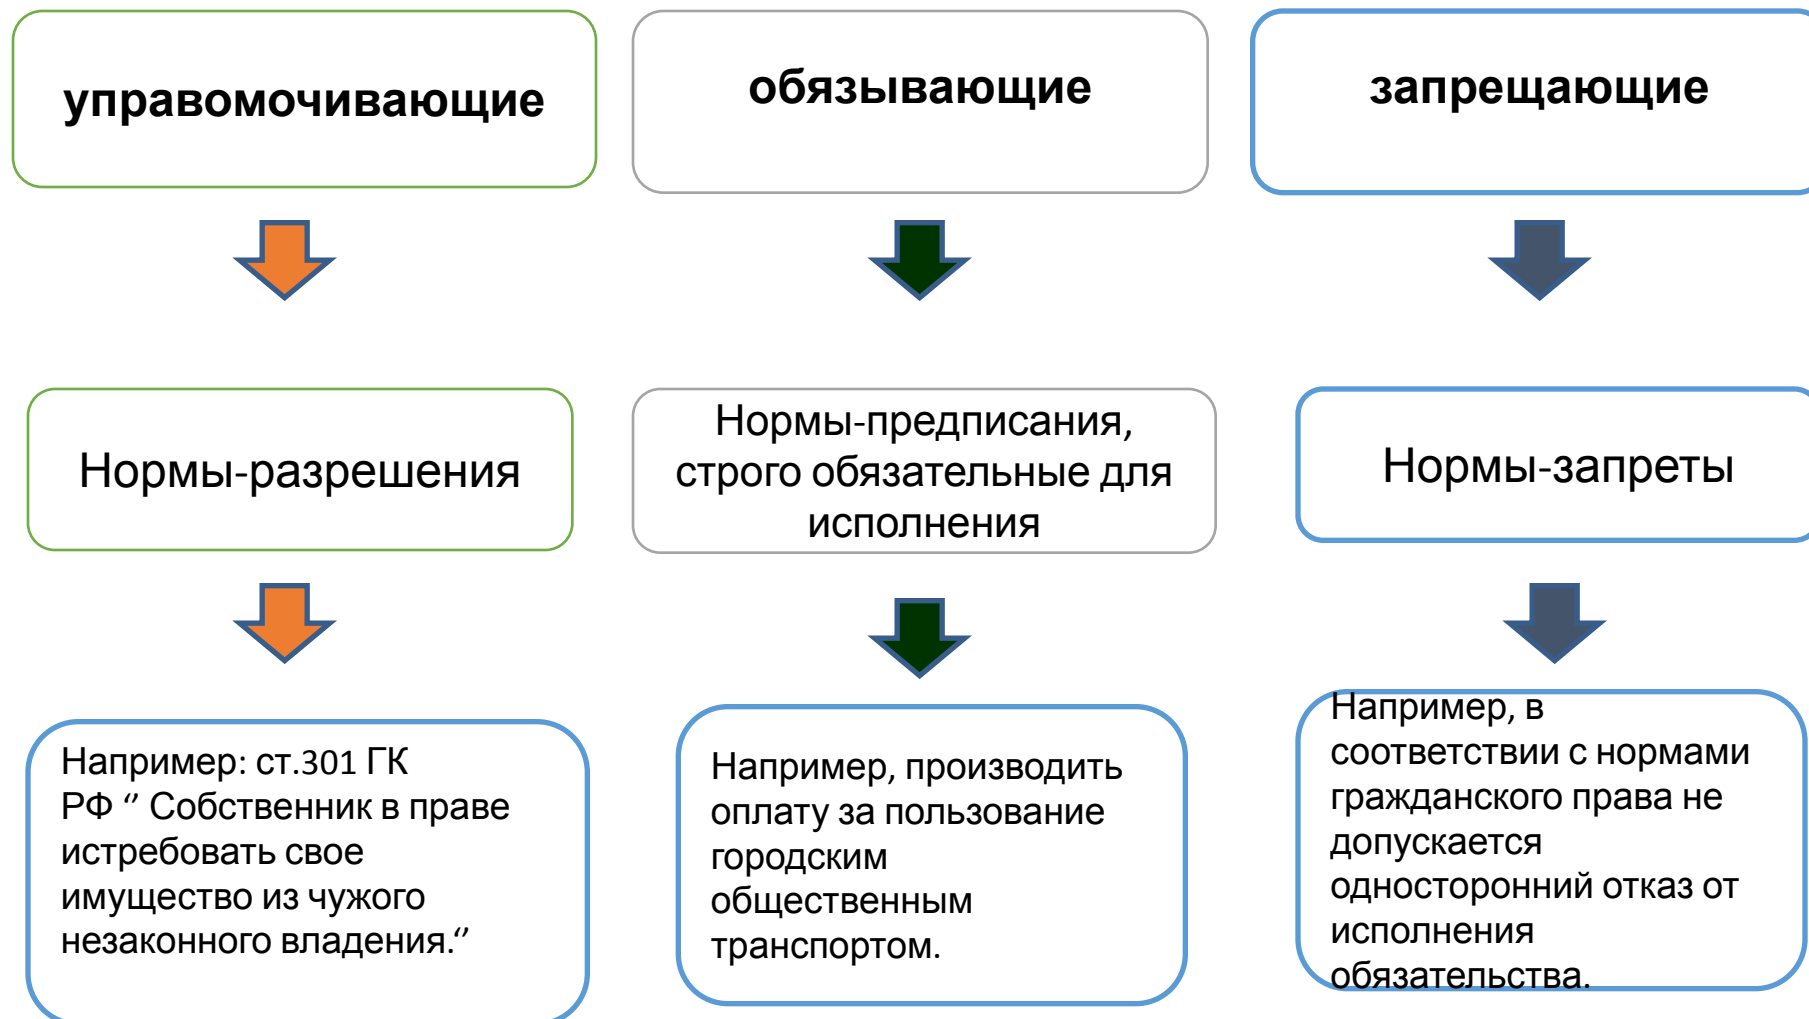 управомочивающие
обязывающие
запрещающие
Нормы-разрешения
Нормы-предписания,
строго обязательные для
исполнения
Нормы-запреты
Например: ст.301 ГК
РФ “ Собственник в праве
истребовать свое
имущество из чужого
незаконного владения.“
Например, производить
оплату за пользование
городским
общественным
транспортом.
Например, в
соответствии с нормами
гражданского права не
допускается
односторонний отказ от
исполнения
обязательства.